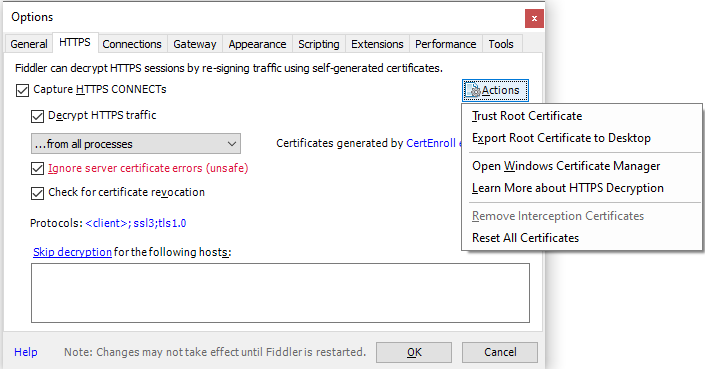 Options
x
General HTTPS Connections Gateway Appearance Scripting Extensions Performance Tools
Fiddler can decrypt HTTPS sessions by re-signing traffic using self-generated certificates.
Capture HTTPS CONNECTs
Actions
Decrypt HTTPS traffic
...from all processes
Certificates generated by CertEnroll
Ignore server certificate errors (unsafe)
Check for certificate revocation
Protocols: <client>;ssl3;tls1.0
Skip decryption for the following hosts:
Help
Note: Changes may not take effect until Fiddler is restarted.
OK
Cancel
Trust Root Certificate
Export Root Certificate to Desktop
Open Windows Certificate Manager
Learn More about HTTPS Decryption
Remove Interception Certificates
Reset All Certificates